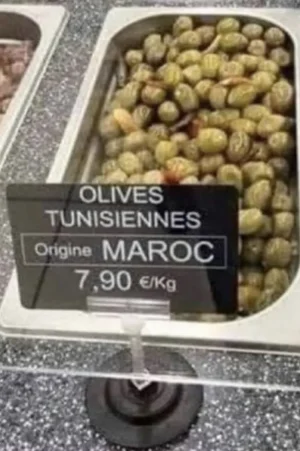 OLIVES
TUNISIENNES
Origine MAROC
7,90 €/Kg